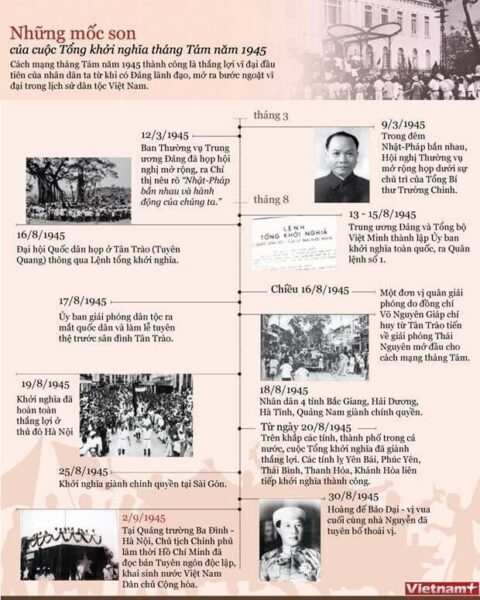 Những mốc son
của cuộc Tổng khởi nghĩa tháng Tám năm 1945
Cách mạng tháng Tám năm 1945 thành công là thắng lợi vĩ đại đầu
tiên của nhân dân ta từ khi có Đảng lãnh đạo, mở ra bước ngoặt vĩ
đại trong lịch sử dân tộc Việt Nam.
tháng 3
9/3/1945
Trong đêm
Nhật-Pháp bắn nhau,
Hội nghị Thường vụ
mở rộng họp dưới sự
chủ trì của Tổng Bí
thư Trường Chinh.
12/3/1945
Ban Thường vụ Trung
ương Đảng đã họp hội
nghị mở rộng, ra Chỉ
thị nêu rõ "Nhật-Pháp
bắn nhau và hành
động của chúng ta."
tháng 8
13 - 15/8/1945
Trung ương Đảng và Tổng bộ
Việt Minh thành lập Ủy ban
khởi nghĩa toàn quốc, ra Quân
lệnh số 1.
LỆNH
TỔNG KHỞI NGHĨA
16/8/1945
Đại hội Quốc dân họp ở Tân Trào (Tuyên
Quang) thông qua Lệnh tổng khởi nghĩa.
Chiều 16/8/1945
Một đơn vị quân giải
phóng do đồng chí
Võ Nguyên Giáp chỉ
huy từ Tân Trào tiến
về giải phóng Thái
Nguyên mở đầu cho
cách mạng tháng Tám.
17/8/1945
Ủy ban giải phóng dân tộc ra
mắt quốc dân và làm lễ tuyên
thệ trước sân đình Tân Trào.
18/8/1945
Nhân dân 4 tỉnh Bắc Giang, Hải Dương,
Hà Tĩnh, Quảng Nam giành chính quyền.
19/8/1945
Khởi nghĩa đã
hoàn toàn
thắng lợi ở
thủ đô Hà Nội
Từ ngày 20/8/1945
Trên khắp các tỉnh, thành phố trong cả
nước, cuộc Tổng khởi nghĩa đã giành
thắng lợi. Các tỉnh lỵ Yên Bái, Phúc Yên,
Thái Bình, Thanh Hóa, Khánh Hòa liên
tiếp khởi nghĩa thành công.
25/8/1945
Khởi nghĩa giành chính quyền tại Sài Gòn.
30/8/1945
Hoàng đế Bảo Đại - vị vua
cuối cùng nhà Nguyễn đã
tuyên bố thoái vị.
2/9/1945
Tại Quảng trường Ba Đình -
Hà Nội, Chủ tịch Chính phủ
lâm thời Hồ Chí Minh đã
đọc bản Tuyên ngôn độc lập,
khai sinh nước Việt Nam
Dân chủ Cộng hòa.
Vietnam+